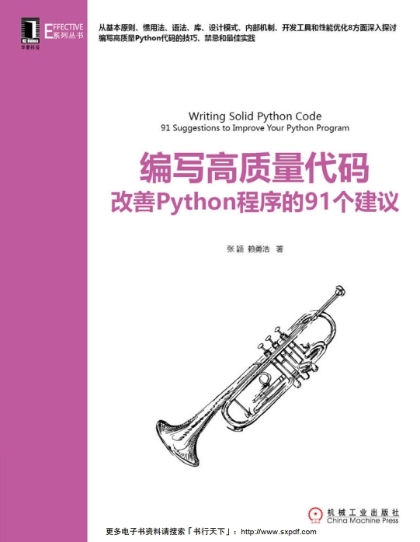 EFFECTIVE
系列丛书
华章科技
从基本原则、惯用法、语法、库、设计模式、内部机制、开发工具和性能优化8方面深入探讨
编写高质量Python代码的技巧、禁忌和最佳实践
Writing Solid Python Code
91 Suggestions to Improve Your Python Program
编写高质量代码
改善Python程序的91个建议
张颖 赖勇浩 著
机械工业出版社
China Machine Press
更多电子书资料请搜索「书行天下」：http://www.sxpdf.com